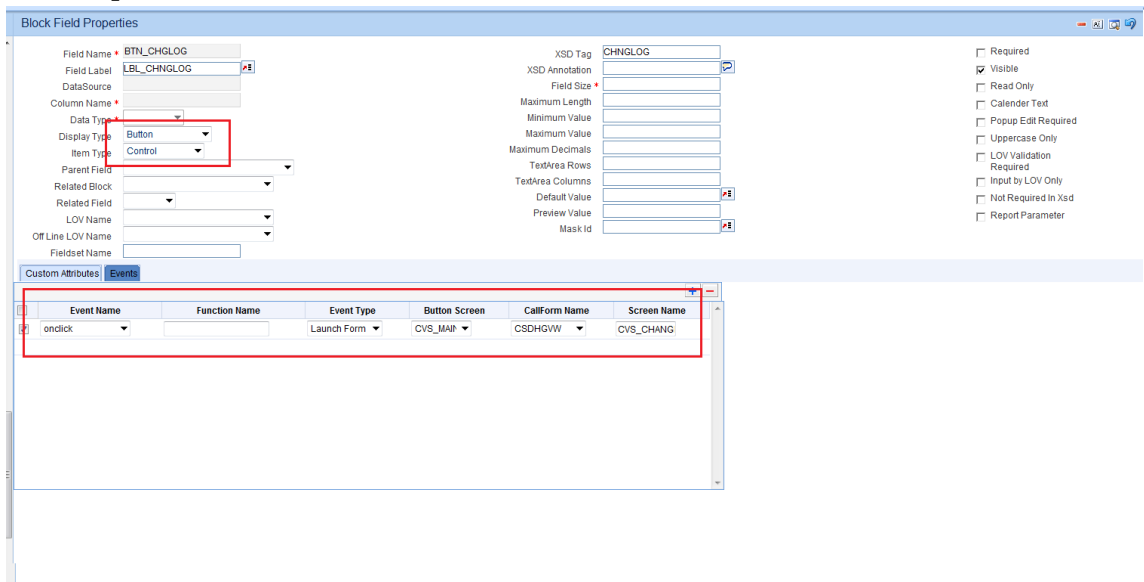 Block Field Properties
Field Name * BTN_CHGLOG
Field Label LBL_CHNGLOG
DataSource
Column Name *
Data Type *
Display Type Button
Item Type Control
Parent Field
Related Block
Related Field
LOV Name
Off Line LOV Name
Fieldset Name
XSD Tag CHNGLOG
XSD Annotation
Field Size *
Maximum Length
Minimum Value
Maximum Value
Maximum Decimals
TextArea Rows
TextArea Columns
Default Value
Preview Value
Mask Id
Required
Visible
Read Only
Calender Text
Popup Edit Required
Uppercase Only
LOV Validation
Required
Input by LOV Only
Not Required In Xsd
Report Parameter
Custom Attributes Events
Event Name Function Name Event Type Button Screen CallForm Name Screen Name
onclick Launch Form CVS_MAIN CSDHGVW CVS_CHANG